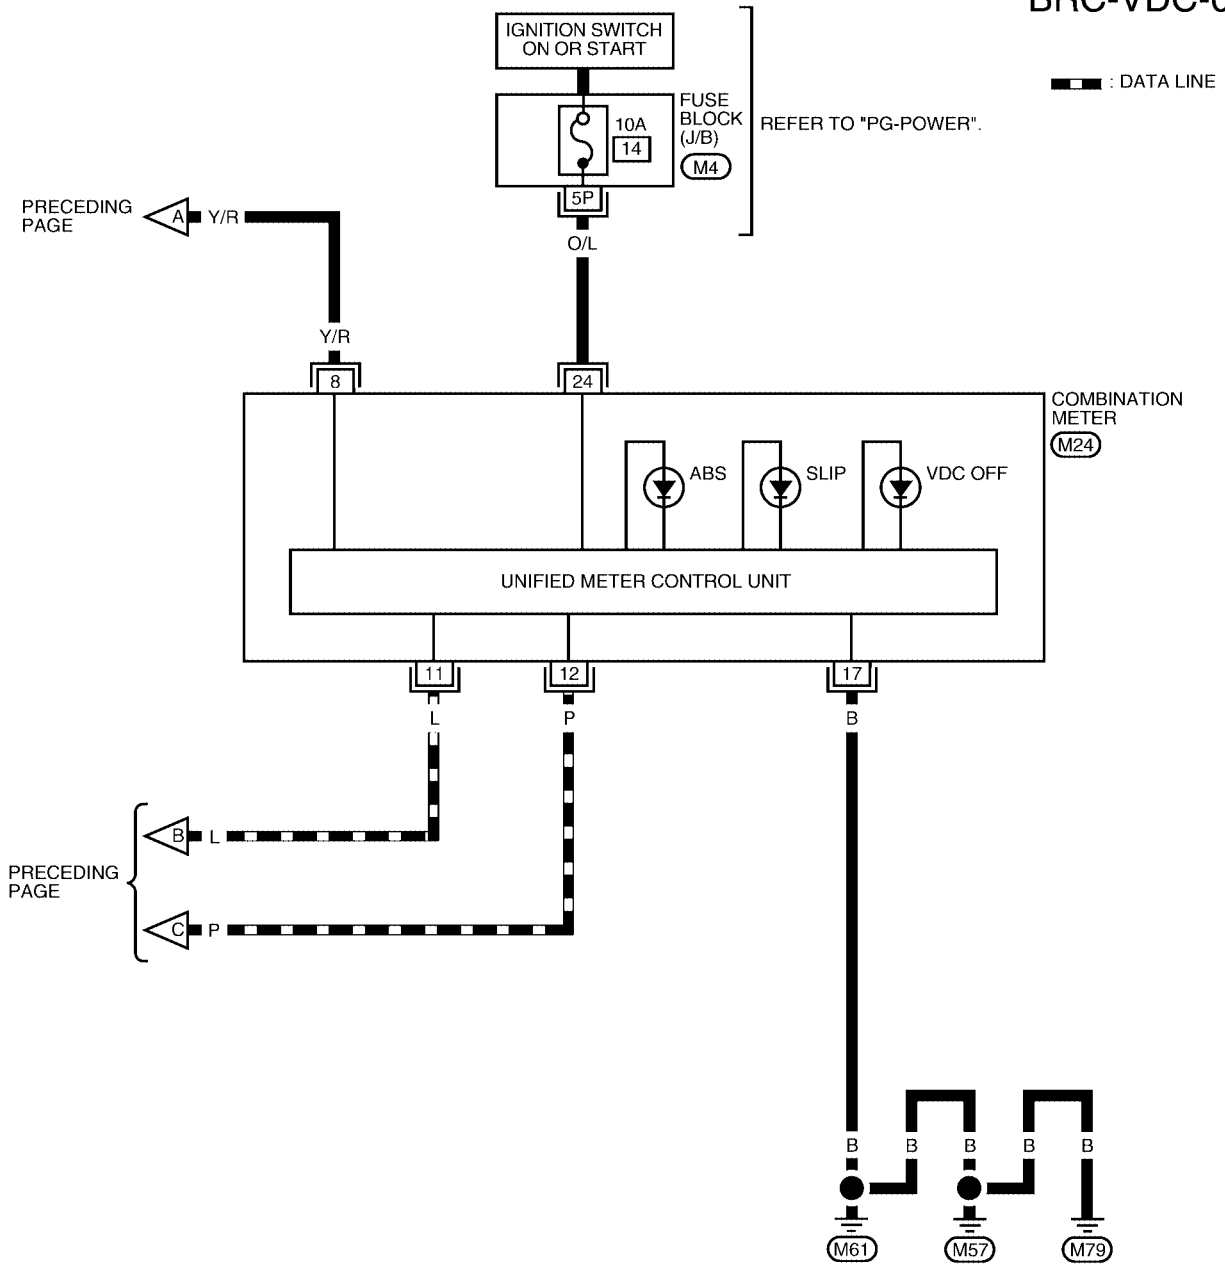 BRC-VDC-0
: DATA LINE
IGNITION SWITCH
ON OR START
FUSE
BLOCK
(J/B)
M4
10A
14
REFER TO "PG-POWER".
5P
O/L
PRECEDING
PAGE
A
Y/R
Y/R
8
24
COMBINATION
METER
M24
ABS
SLIP
VDC OFF
UNIFIED METER CONTROL UNIT
11
12
17
L
P
B
PRECEDING
PAGE
B
L
C
P
B
B
B
B
B
M61
M57
M79